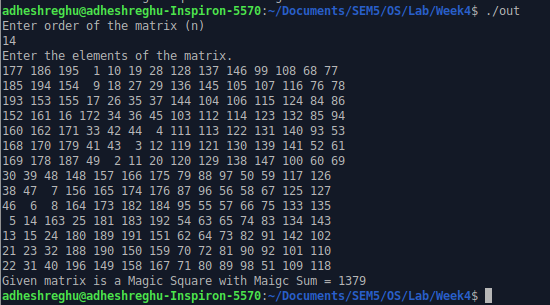 adheshreghu@adheshreghu-Inspiron-5570:~/Documents/SEM5/OS/Lab/Week4$ ./out
Enter order of the matrix (n)
14
Enter the elements of the matrix.
177 186 195  1 10 19 28 128 137 146 99 108 68 77
185 194 154  9 18 27 29 136 145 105 107 116 76 78
193 153 155 17 26 35 37 144 104 106 115 124 84 86
152 161 16 172 34 36 45 103 112 114 123 132 85 94
160 162 171 33 42 44  4 111 113 122 131 140 93 53
168 170 179 41 43  3 12 119 121 130 139 141 52 61
169 178 187 49  2 11 20 120 129 138 147 100 60 69
30 39 48 148 157 166 175 79 88 97 50 59 117 126
38 47  7 156 165 174 176 87 96 56 58 67 125 127
46  6  8 164 173 182 184 95 55 57 66 75 133 135
 5 14 163 25 181 183 192 54 63 65 74 83 134 143
13 15 24 180 189 191 151 62 64 73 82 91 142 102
21 23 32 188 190 150 159 70 72 81 90 92 101 110
22 31 40 196 149 158 167 71 80 89 98 51 109 118
Given matrix is a Magic Square with Maigc Sum = 1379
adheshreghu@adheshreghu-Inspiron-5570:~/Documents/SEM5/OS/Lab/Week4$